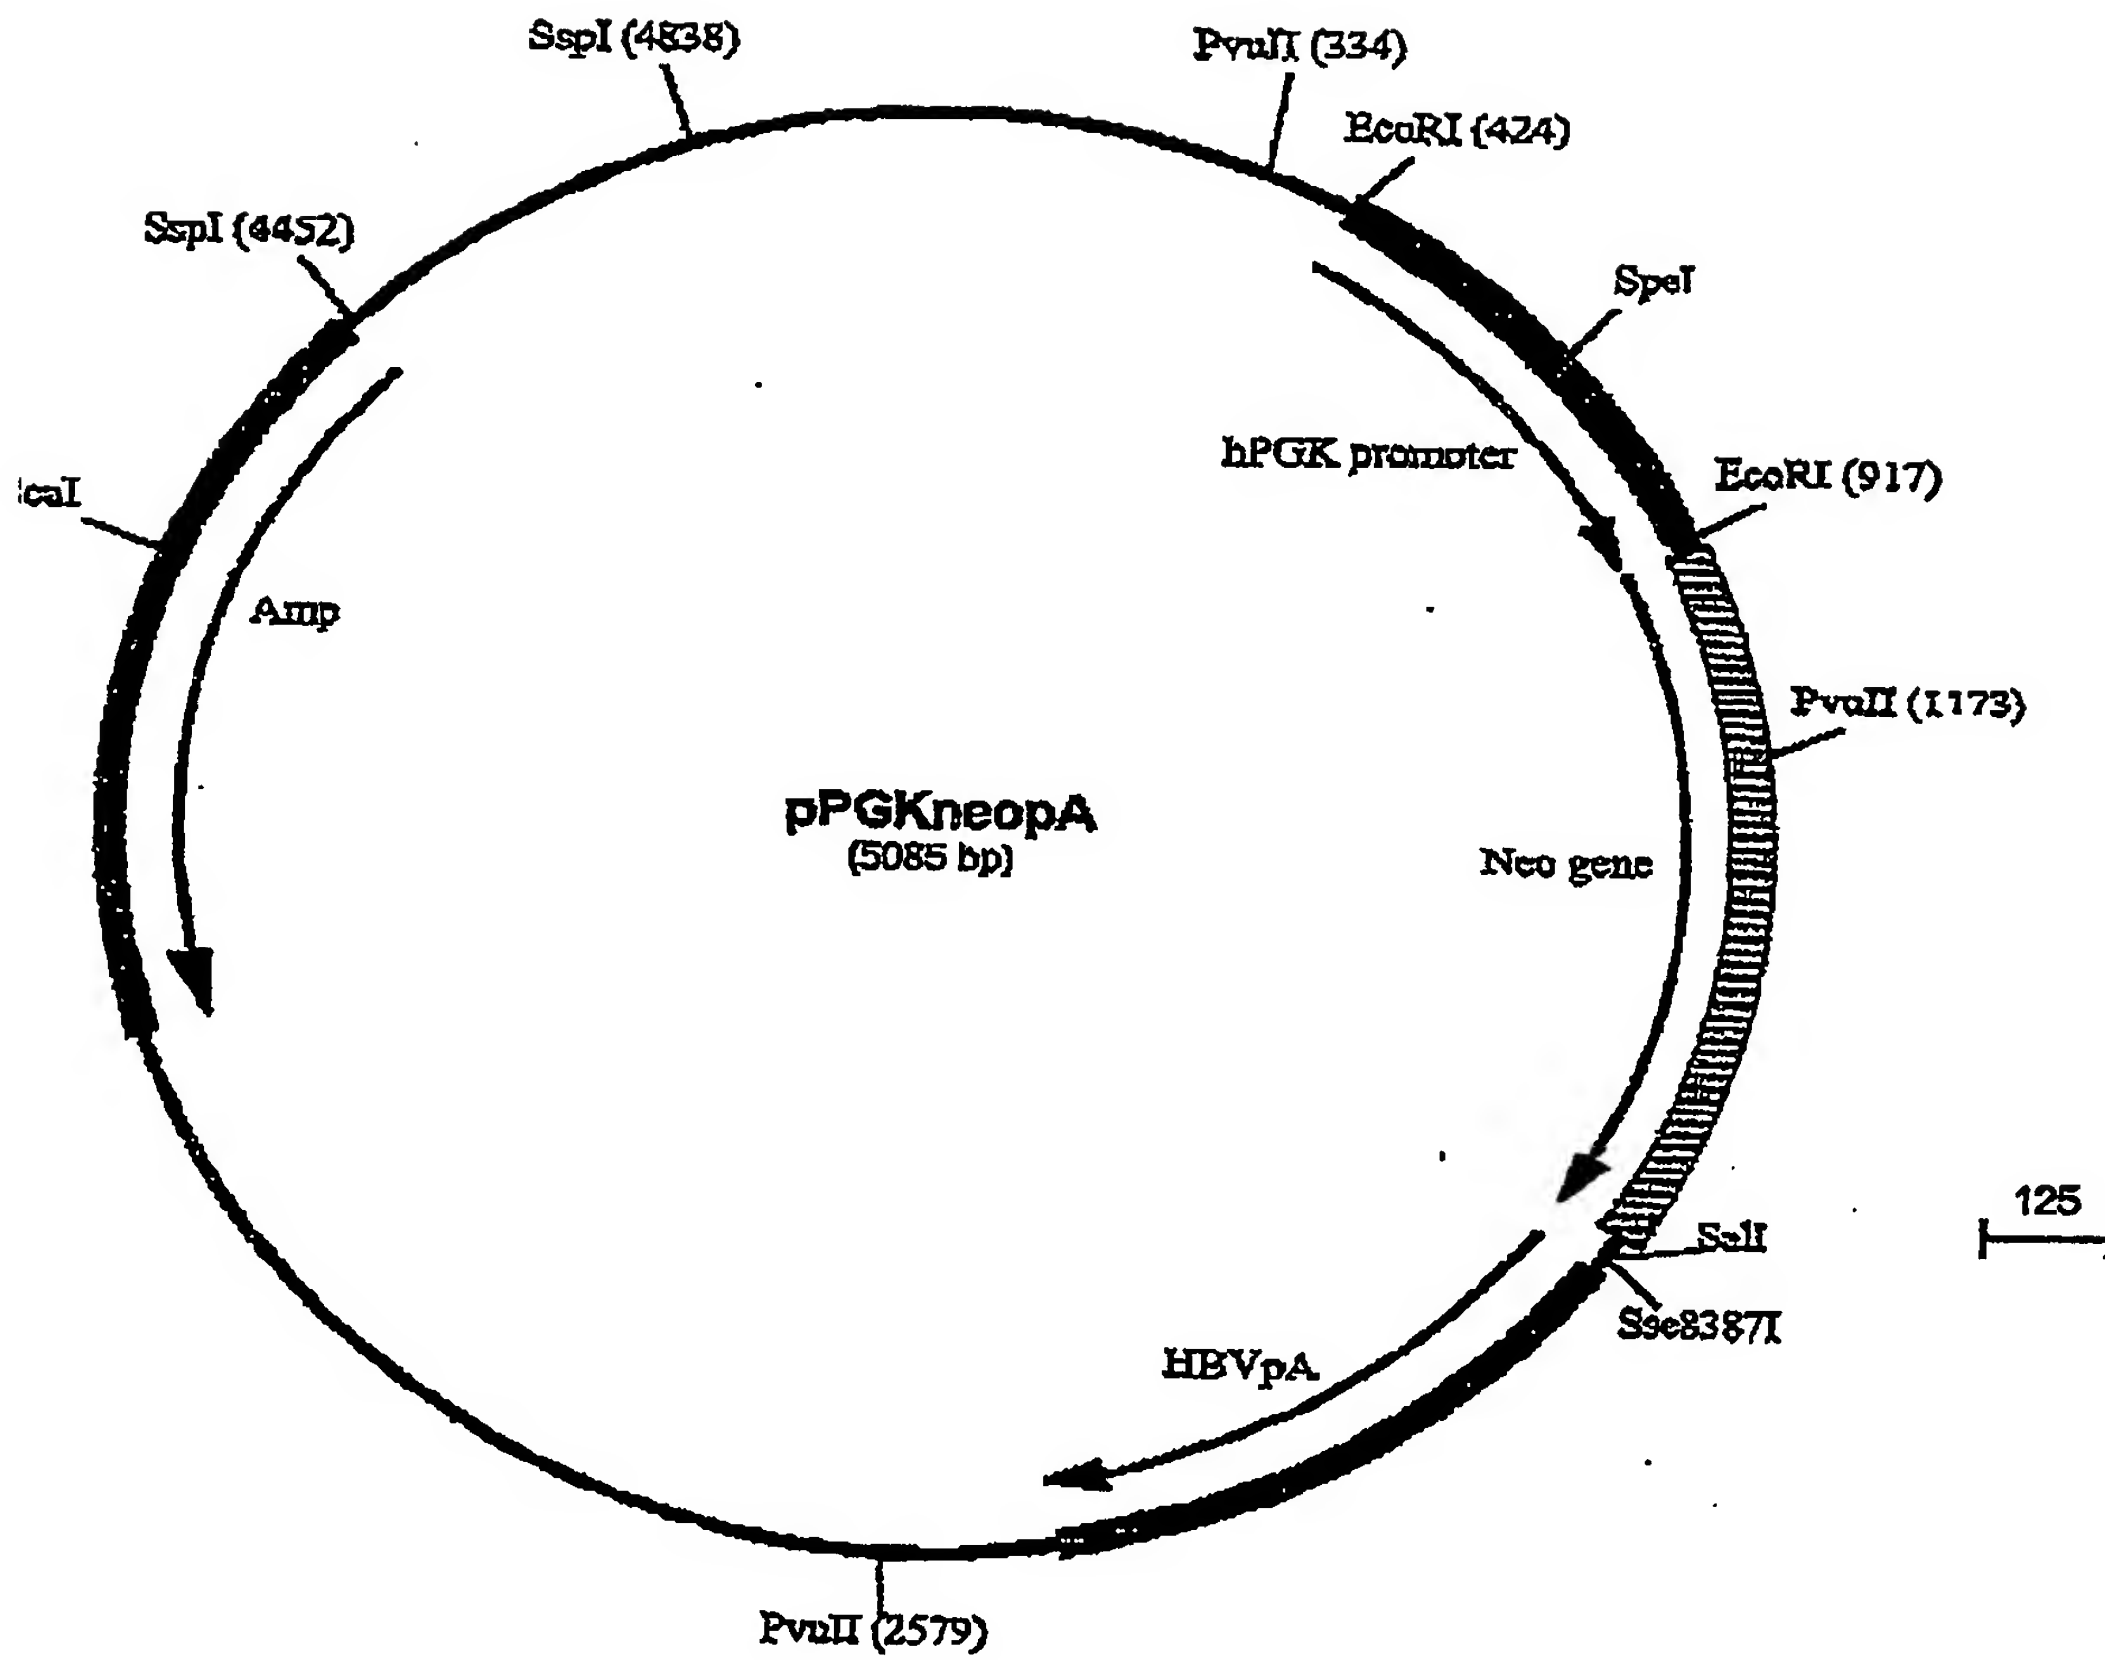 SspI (4838)
PvuII (334)
EcoRI (424)
SspI (4452)
SpeI
hPGK promoter
EcoRI (917)
caI
Amp
PvuII (1173)
pPGKneopA
(5085 bp)
Neo gene
125
SalI
Sse8387I
HBVpA
PvuII (2579)